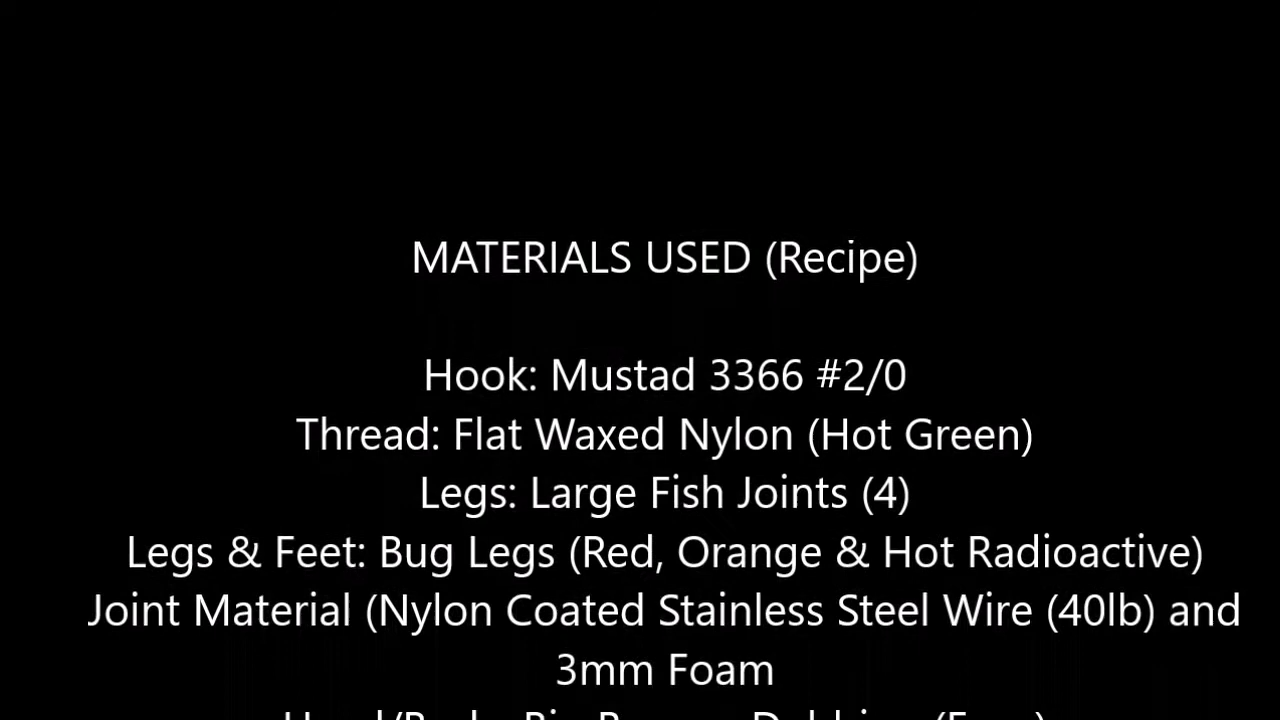 MATERIALS USED (Recipe)
Hook: Mustad 3366 #2/0
Thread: Flat Waxed Nylon (Hot Green)
Legs: Large Fish Joints (4)
Legs & Feet: Bug Legs (Red, Orange & Hot Radioactive)
Joint Material (Nylon Coated Stainless Steel Wire (40lb) and
3mm Foam